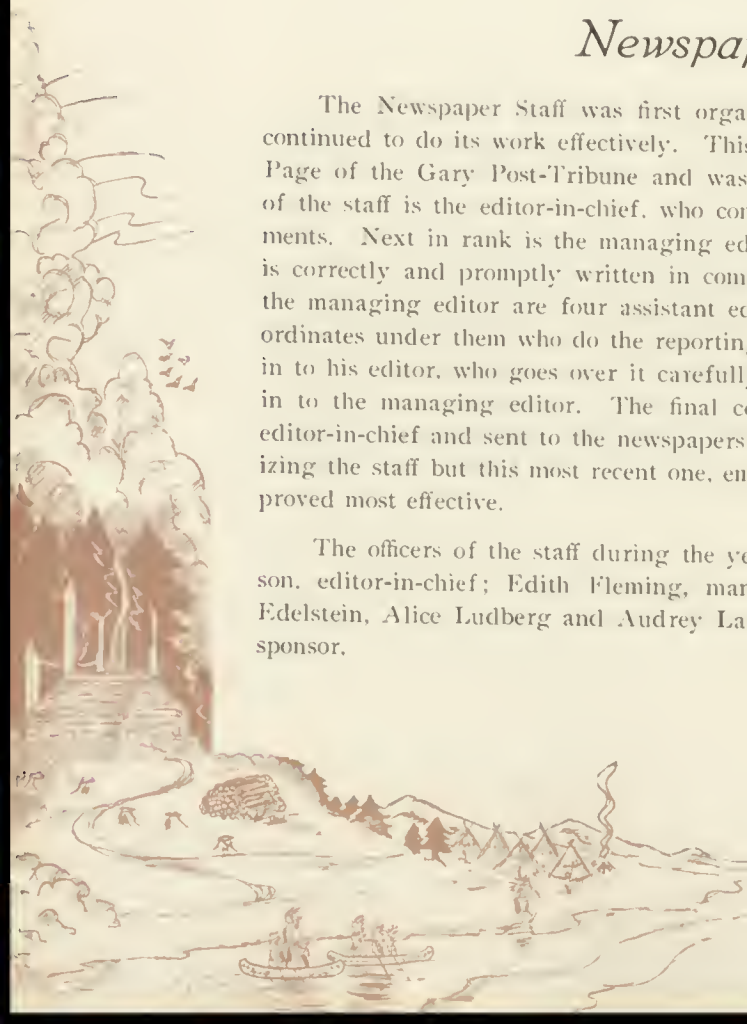 Newspap
The Newspaper Staff was first orga
continued to do its work effectively. This
Page of the Gary Post-Tribune and was
of the staff is the editor-in-chief, who con
ments. Next in rank is the managing ed
is correctly and promptly written in com
the managing editor are four assistant ed
ordinates under them who do the reporting
in to his editor, who goes over it carefull
in to the managing editor. The final co
editor-in-chief and sent to the newspapers
izing the staff but this most recent one, en
proved most effective.
The officers of the staff during the ye
son, editor-in-chief; Edith Fleming, man
Edelstein, Alice Ludberg and Audrey La
sponsor.